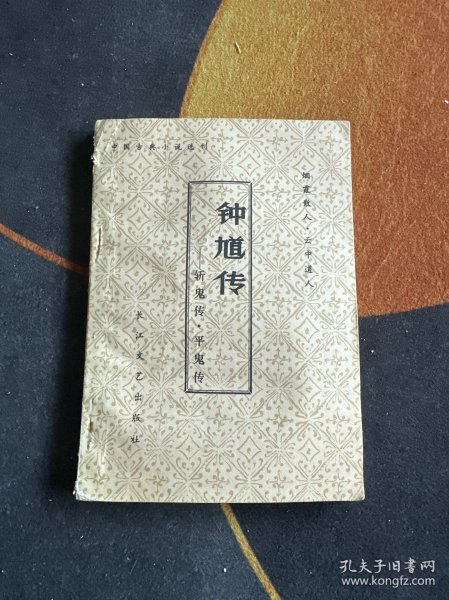 中国古典小说选刊
烟霞散人·云中道人
钟馗传
——斩鬼传·平鬼传
长江文艺出版社
孔夫子旧书网
www.kongfz.com